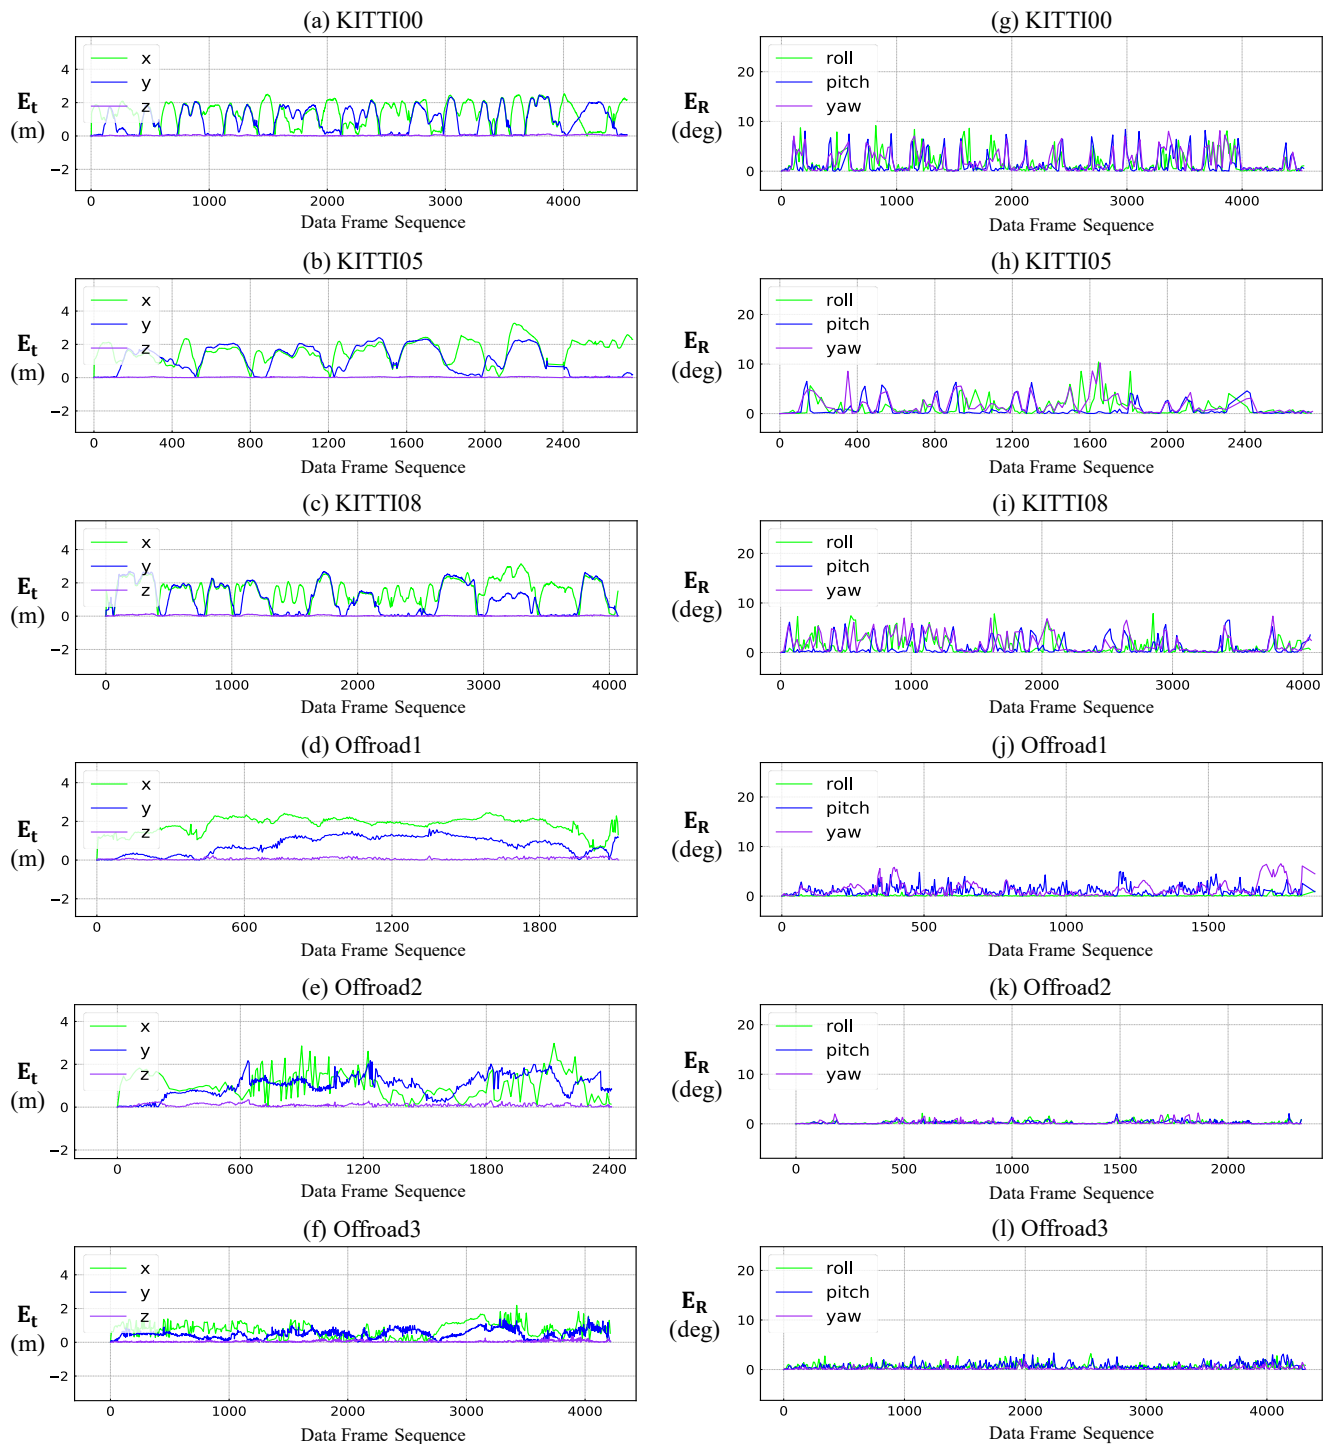 (a) KITTI00
4
2
0
−2
x
y
z
E_t
(m)
0 1000 2000 3000 4000
Data Frame Sequence
(g) KITTI00
20
10
0
roll
pitch
yaw
E_R
(deg)
0 1000 2000 3000 4000
Data Frame Sequence
(b) KITTI05
4
2
0
−2
x
y
z
E_t
(m)
0 400 800 1200 1600 2000 2400
Data Frame Sequence
(h) KITTI05
20
10
0
roll
pitch
yaw
E_R
(deg)
0 400 800 1200 1600 2000 2400
Data Frame Sequence
(c) KITTI08
4
2
0
−2
x
y
z
E_t
(m)
0 1000 2000 3000 4000
Data Frame Sequence
(i) KITTI08
20
10
0
roll
pitch
yaw
E_R
(deg)
0 1000 2000 3000 4000
Data Frame Sequence
(d) Offroad1
4
2
0
−2
x
y
z
E_t
(m)
0 600 1200 1800
Data Frame Sequence
(j) Offroad1
20
10
0
roll
pitch
yaw
E_R
(deg)
0 500 1000 1500
Data Frame Sequence
(e) Offroad2
4
2
0
−2
x
y
z
E_t
(m)
0 600 1200 1800 2400
Data Frame Sequence
(k) Offroad2
20
10
0
roll
pitch
yaw
E_R
(deg)
0 500 1000 1500 2000
Data Frame Sequence
(f) Offroad3
4
2
0
−2
x
y
z
E_t
(m)
0 1000 2000 3000 4000
Data Frame Sequence
(l) Offroad3
20
10
0
roll
pitch
yaw
E_R
(deg)
0 1000 2000 3000 4000
Data Frame Sequence